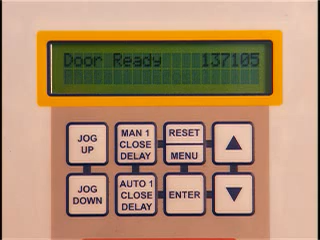 Door Ready 137105
JOG
UP
MAN 1
CLOSE
DELAY
RESET
MENU
▲
JOG
DOWN
AUTO 1
CLOSE
DELAY
ENTER
▼